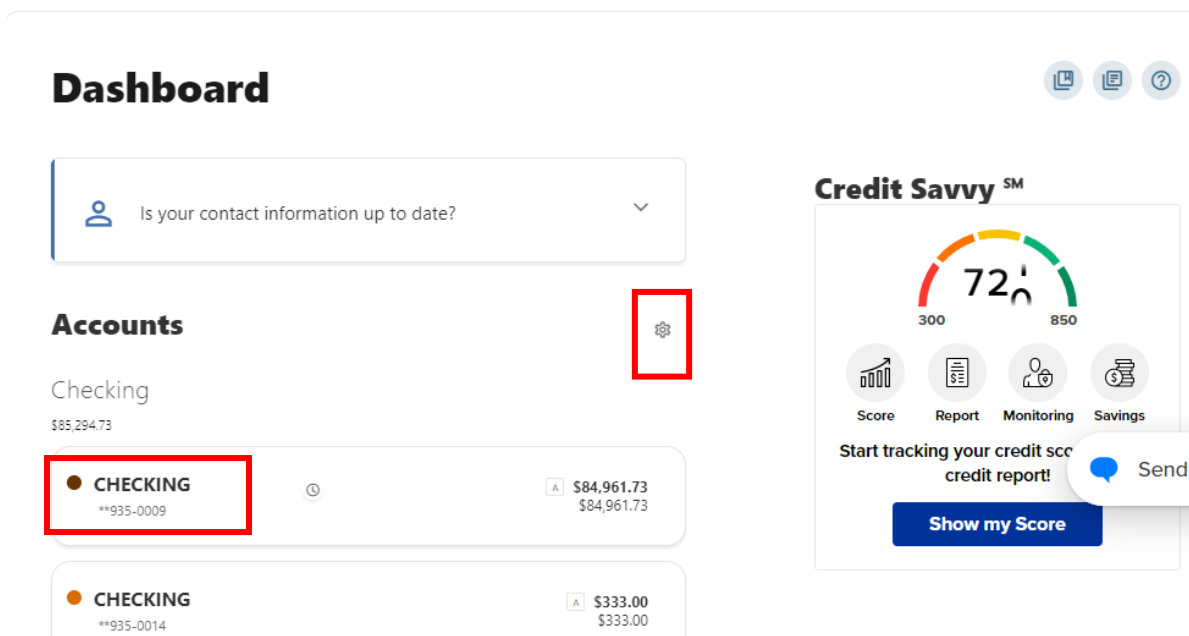 Dashboard
Is your contact information up to date?
Accounts
Checking
$85,294.73
CHECKING
**935-0009
A $84,961.73
$84,961.73
CHECKING
**935-0014
A $333.00
$333.00
Credit Savvy SM
300 850
Score Report Monitoring Savings
Start tracking your credit
credit report!
Show my Score
Send